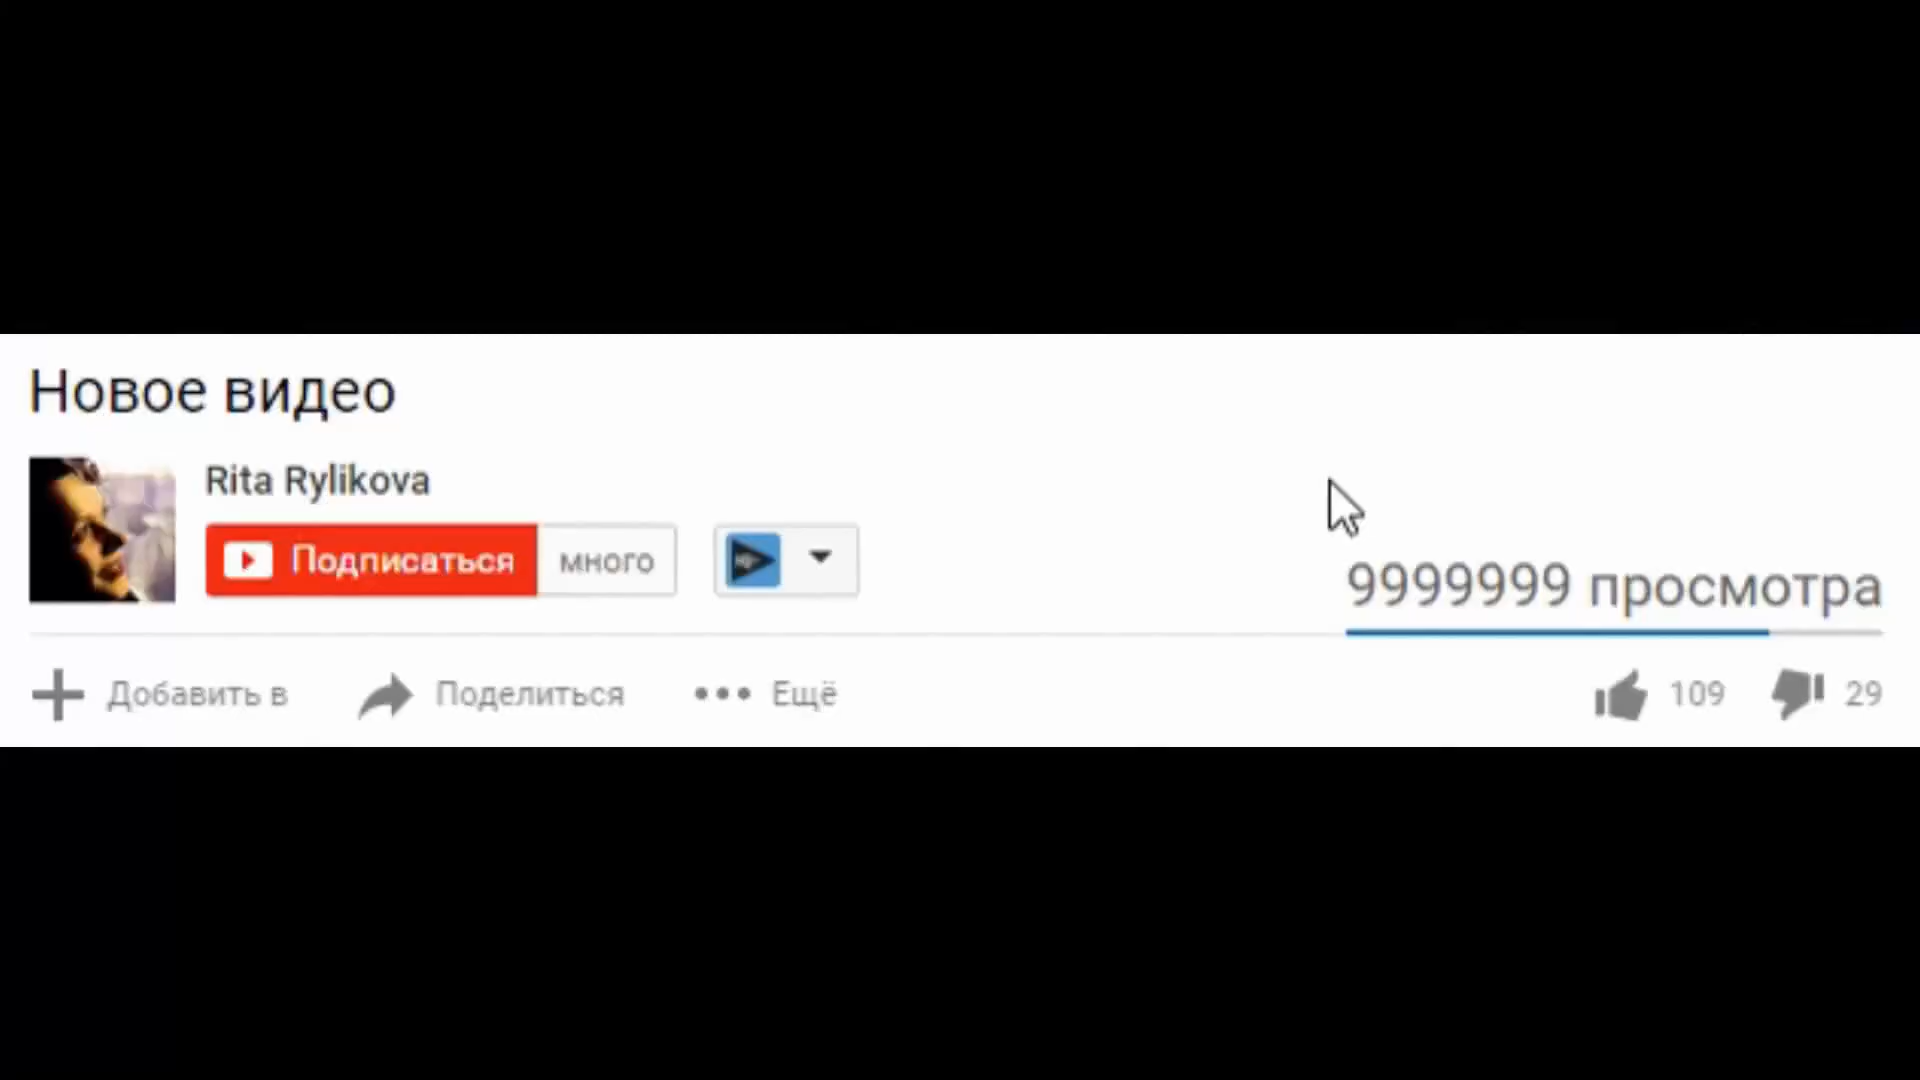 Новое видео
Rita Rylikova
Подписаться много
9999999 просмотра
Добавить в Поделиться Ещё 109 29